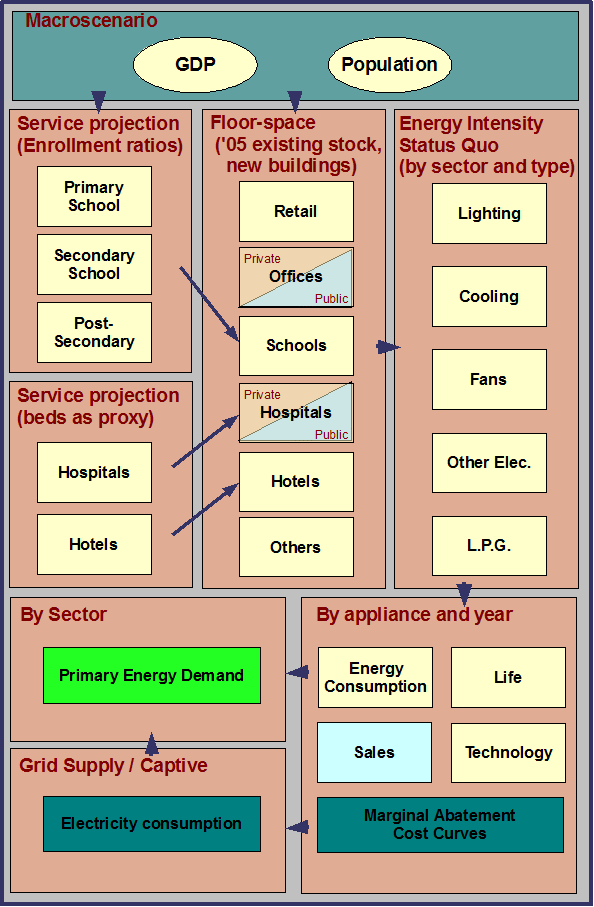 Macroscenario
GDP
Population
Service projection
(Enrollment ratios)
Primary
School
Secondary
School
Post-
Secondary
Service projection
(beds as proxy)
Hospitals
Hotels
Floor-space
('05 existing stock,
new buildings)
Retail
Private
Offices
Public
Schools
Private
Hospitals
Public
Hotels
Others
Energy Intensity
Status Quo
(by sector and type)
Lighting
Cooling
Fans
Other Elec.
L.P.G.
By Sector
Primary Energy Demand
Grid Supply / Captive
Electricity consumption
By appliance and year
Energy
Consumption
Life
Sales
Technology
Marginal Abatement
Cost Curves